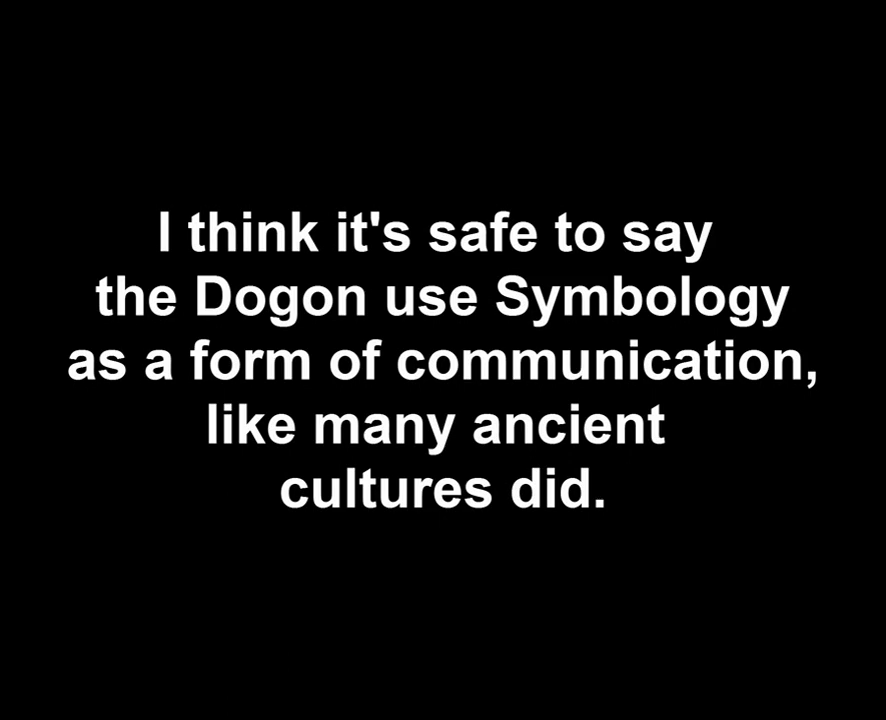 I think it's safe to say
the Dogon use Symbology
as a form of communication,
like many ancient
cultures did.